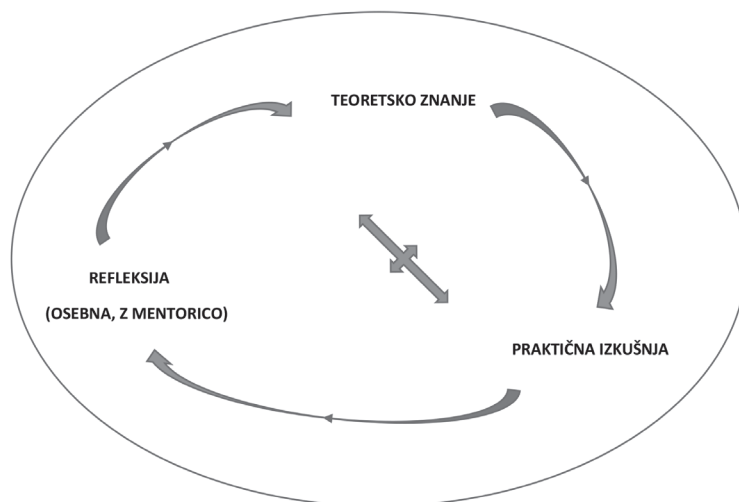 TEORETSKO ZNANJE
REFLEKSIJA
(OSEBNA, Z MENTORICO)
PRAKTIČNA IZKUŠNJA